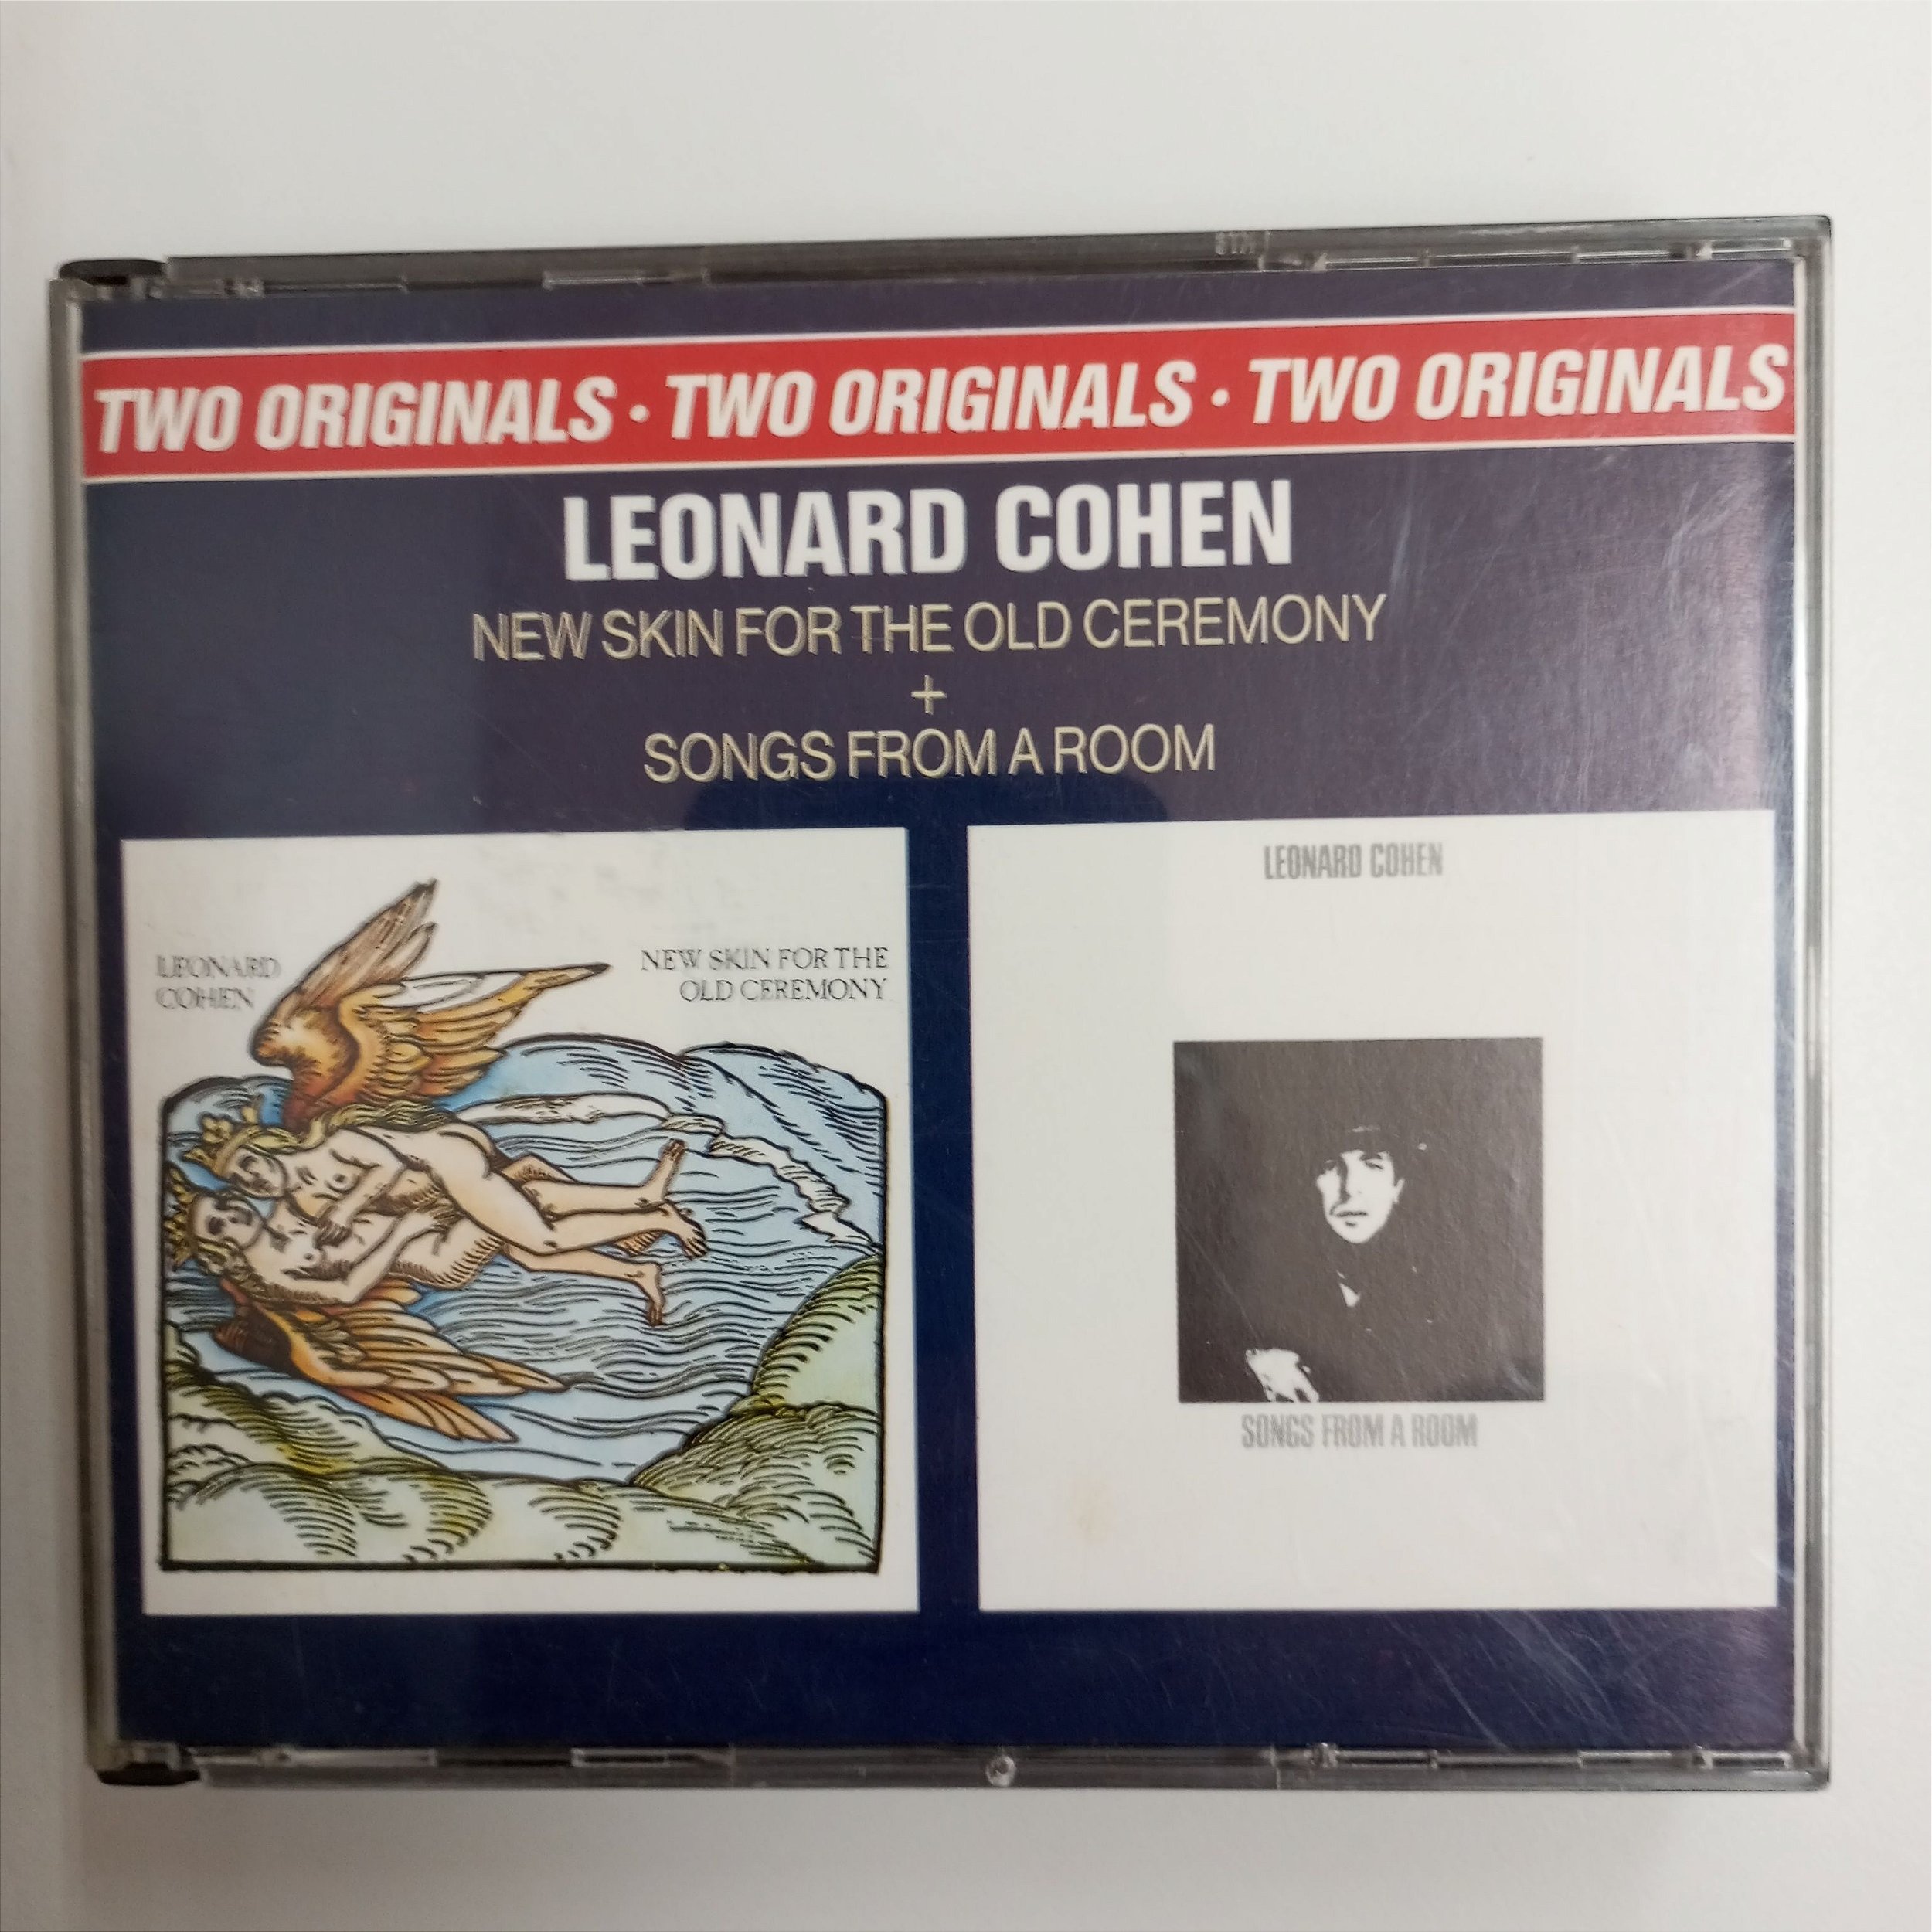 TWO ORIGINALS · TWO ORIGINALS · TWO ORIGINALS
LEONARD COHEN
NEW SKIN FOR THE OLD CEREMONY
+
SONGS FROM A ROOM
LEONARD
COHEN
NEW SKIN FOR THE
OLD CEREMONY
LEONARD COHEN
SONGS FROM A ROOM